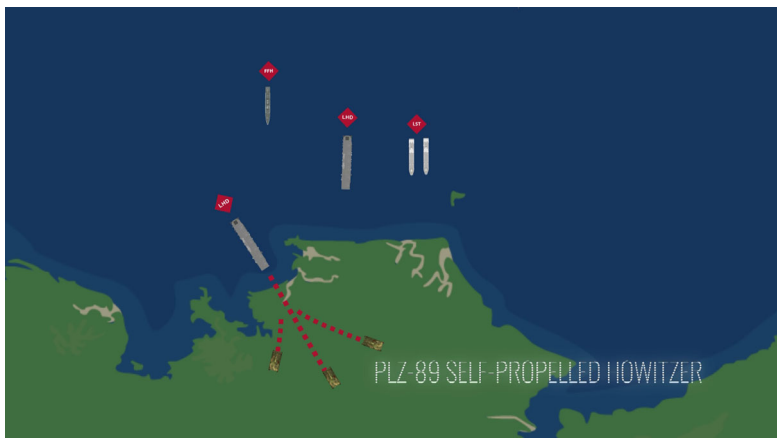 FFH
LHD
LST
LHD
PLZ-89 SELF-PROPELLED HOWITZER